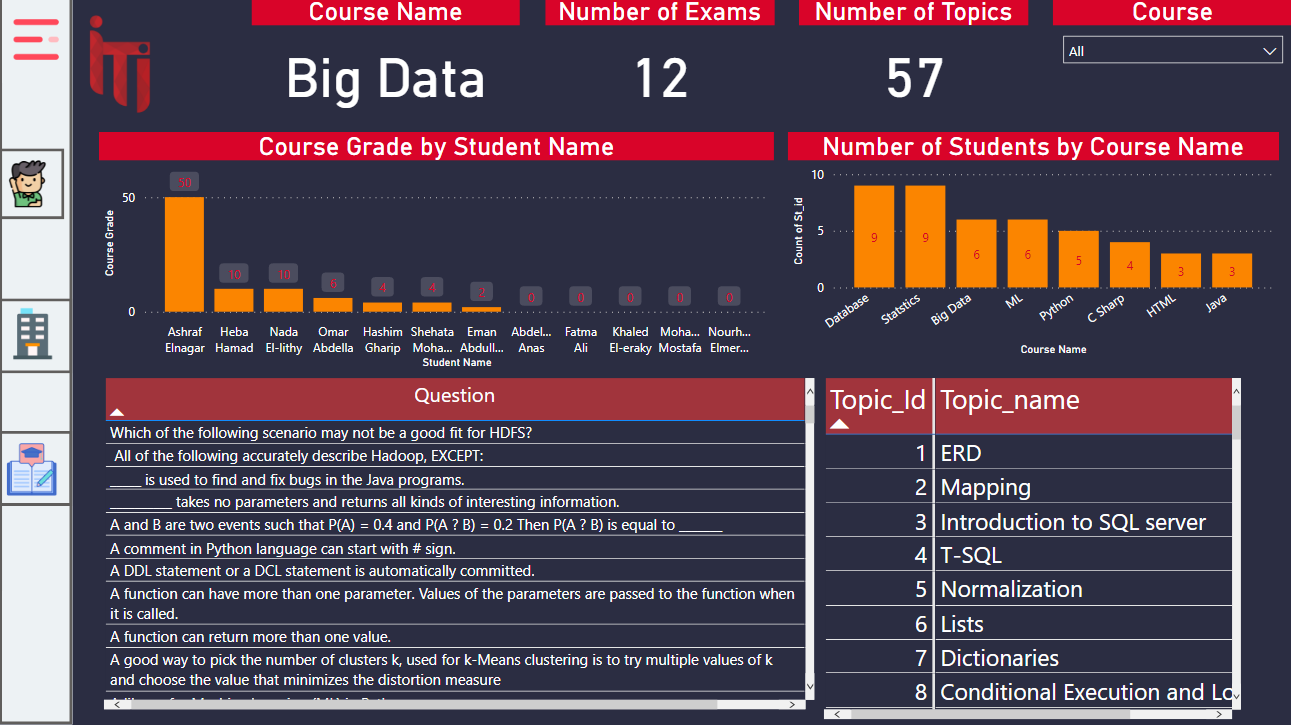 Course Name
Number of Exams
Number of Topics
Course
ITI
Big Data
12
57
All
Course Grade by Student Name
Number of Students by Course Name
Course Grade
50
0
50
10
10
6
4
4
2
0
0
0
0
0
Ashraf Elnagar
Heba Hamad
Nada El-lithy
Omar Abdella
Hashim Gharip
Shehata Moha...
Eman Abdull...
Abdel... Anas
Fatma Ali
Khaled El-eraky
Moha... Mostafa
Nourh... Elmer...
Student Name
Count of St_id
10
5
0
9
9
6
6
5
4
3
3
Database
Statstics
Big Data
ML
Python
C Sharp
HTML
Java
Course Name
Question
Which of the following scenario may not be a good fit for HDFS?
All of the following accurately describe Hadoop, EXCEPT:
____ is used to find and fix bugs in the Java programs.
________ takes no parameters and returns all kinds of interesting information.
A and B are two events such that P(A) = 0.4 and P(A ? B) = 0.2 Then P(A ? B) is equal to ______
A comment in Python language can start with # sign.
A DDL statement or a DCL statement is automatically committed.
A function can have more than one parameter. Values of the parameters are passed to the function when
it is called.
A function can return more than one value.
A good way to pick the number of clusters k, used for k-Means clustering is to try multiple values of k
and choose the value that minimizes the distortion measure
Topic_Id Topic_name
1 ERD
2 Mapping
3 Introduction to SQL server
4 T-SQL
5 Normalization
6 Lists
7 Dictionaries
8 Conditional Execution and Lo